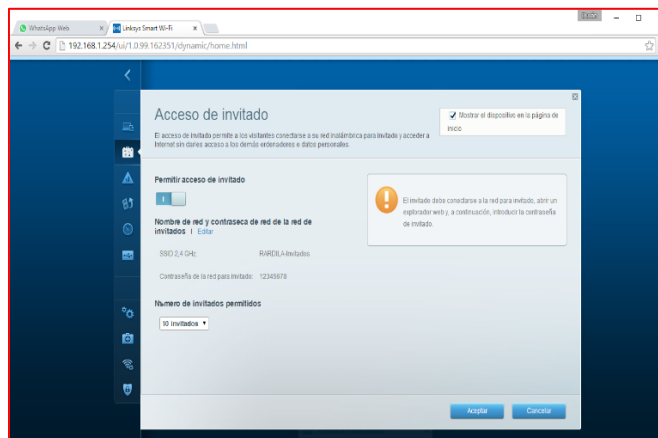 WhatsApp Web
Linksys Smart Wi-Fi
192.168.1.254/ui/1.0.99.162351/dynamic/home.html
Acceso de invitado
Mostrar el dispositivo en la página de
inicio
El acceso de invitado permite a los visitantes conectarse a su red inalámbrica para invitado y acceder a
Internet sin darles acceso a los demás ordenadores o datos personales.
Permitir acceso de invitado
El invitado debe conectarse a la red para invitado, abrir un
explorador web y, a continuación, introducir la contraseña
de invitado.
Nombre de red y contraseca de red de la red de
invitados | Editar
SSID 2,4 GHz: RARDILA-Invitados
Contraseña de la red para invitado: 12345678
Número de invitados permitidos
10 invitados
Aceptar Cancelar